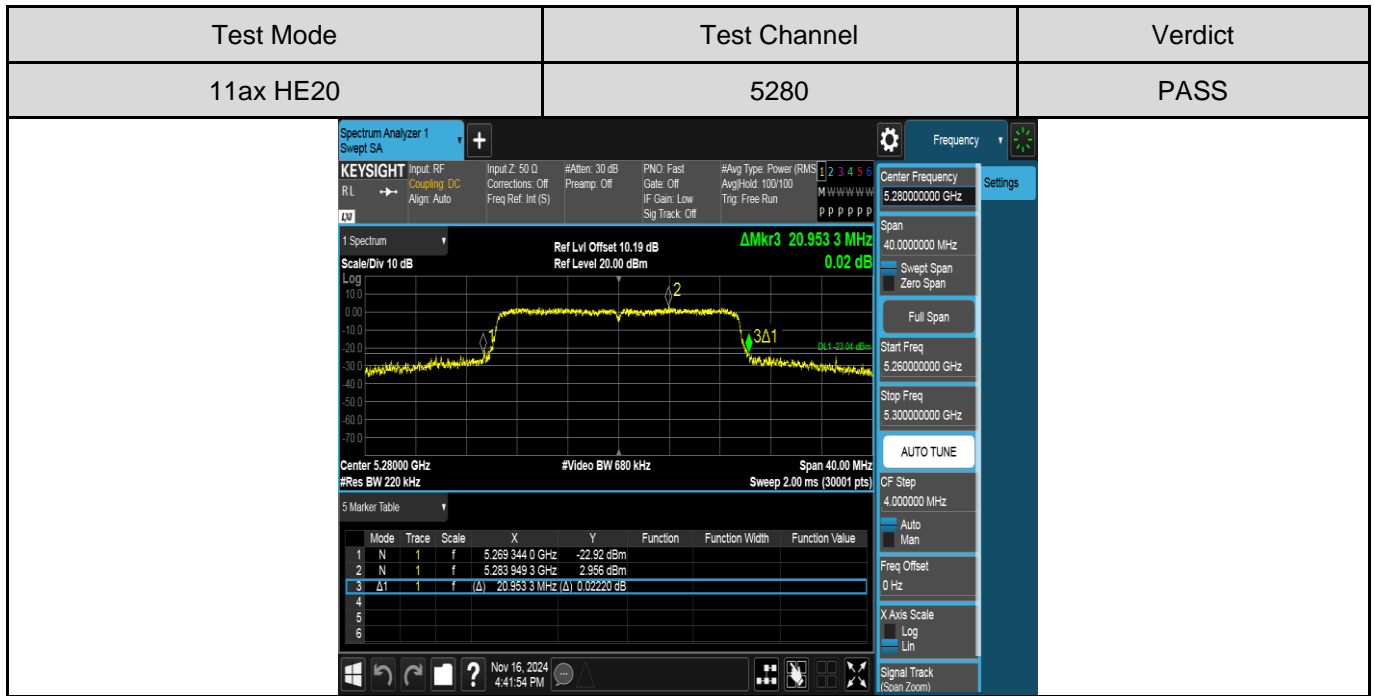 Test Mode Test Channel Verdict
11ax HE20 5280 PASS
Spectrum Analyzer 1
Swept SA
+
Frequency
KEYSIGHT
RL
LXI
Input: RF
Coupling: DC
Align: Auto
Input Z: 50 Ω
Corrections: Off
Freq Ref: Int (S)
#Atten: 30 dB
Preamp: Off
PNO: Fast
Gate: Off
IF Gain: Low
Sig Track: Off
#Avg Type: Power (RMS
Avg|Hold: 100/100
Trig: Free Run
1 2 3 4 5 6
M W W W W W
P P P P P P
1 Spectrum
Scale/Div 10 dB
Log
Ref Lvl Offset 10.19 dB
Ref Level 20.00 dBm
ΔMkr3 20.953 3 MHz
0.02 dB
10.0
0.00
-10.0
-20.0
-30.0
-40.0
-50.0
-60.0
-70.0
1
2
3Δ1
DL1 -23.04 dBm
Center 5.28000 GHz
#Res BW 220 kHz
#Video BW 680 kHz
Span 40.00 MHz
Sweep 2.00 ms (30001 pts)
5 Marker Table
Mode Trace Scale X Y Function Function Width Function Value
1 N 1 f 5.269 344 0 GHz -22.92 dBm
2 N 1 f 5.283 949 3 GHz 2.956 dBm
3 Δ1 1 f (Δ) 20.953 3 MHz (Δ) 0.02220 dB
4
5
6
?
Nov 16, 2024
4:41:54 PM
Center Frequency
5.280000000 GHz
Settings
Span
40.0000000 MHz
Swept Span
Zero Span
Full Span
Start Freq
5.260000000 GHz
Stop Freq
5.300000000 GHz
AUTO TUNE
CF Step
4.000000 MHz
Auto
Man
Freq Offset
0 Hz
X Axis Scale
Log
Lin
Signal Track
(Span Zoom)